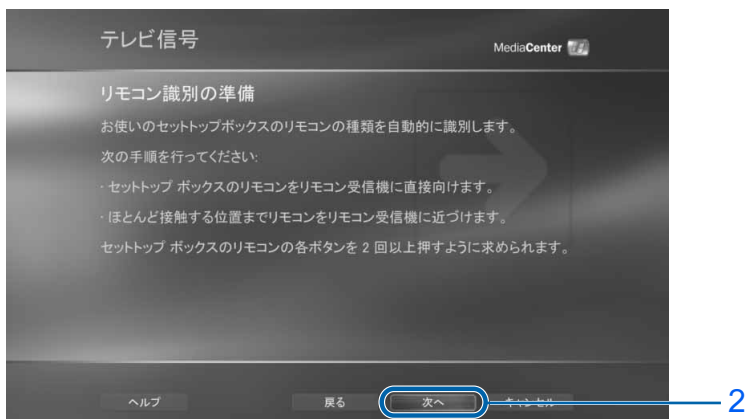 テレビ信号
MediaCenter
リモコン識別の準備
お使いのセットトップボックスのリモコンの種類を自動的に識別します。
次の手順を行ってください:
· セットトップ ボックスのリモコンをリモコン受信機に直接向けます。
· ほとんど接触する位置までリモコンをリモコン受信機に近づけます。
セットトップ ボックスのリモコンの各ボタンを 2 回以上押すように求められます。
ヘルプ 戻る 次へ キャンセル 2